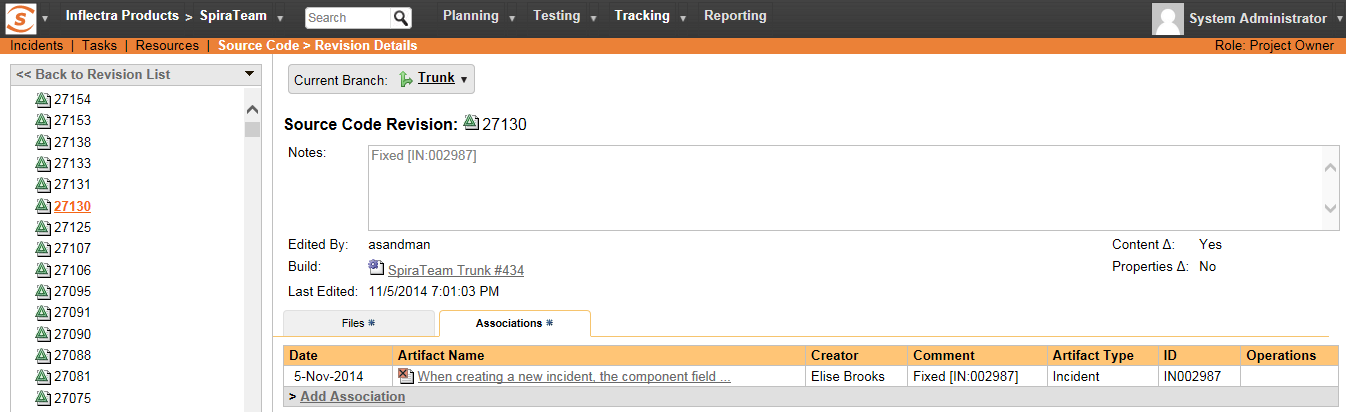 Inflectra Products > SpiraTeam Search Planning Testing Tracking Reporting System Administrator
Incidents | Tasks | Resources | Source Code > Revision Details Role: Project Owner
<< Back to Revision List
27154
27153
27138
27133
27131
27130
27125
27107
27106
27095
27091
27090
27088
27081
27075
Current Branch: Trunk
Source Code Revision: 27130
Notes: Fixed [IN:002987]
Edited By: asandman Content Δ: Yes
Build: SpiraTeam Trunk #434 Properties Δ: No
Last Edited: 11/5/2014 7:01:03 PM
Files * Associations *
Date Artifact Name Creator Comment Artifact Type ID Operations
5-Nov-2014 When creating a new incident, the component field ... Elise Brooks Fixed [IN:002987] Incident IN002987
> Add Association